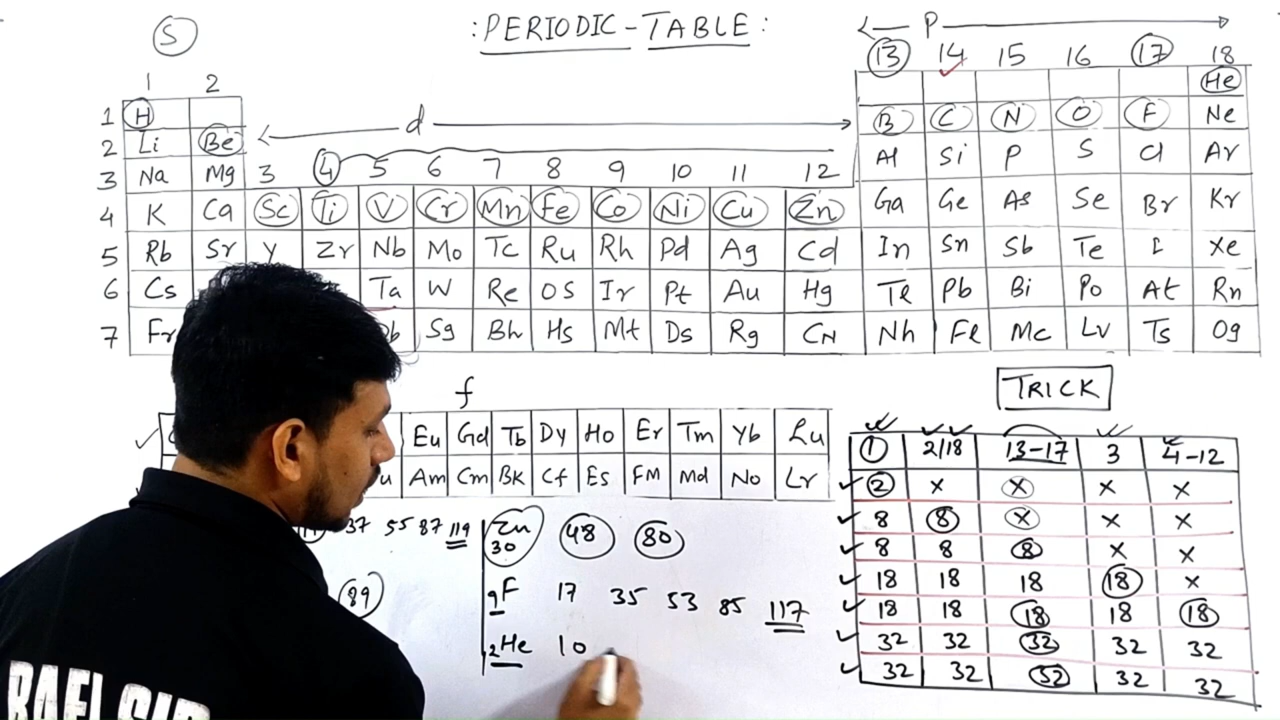 S :PERIODIC-TABLE: P
13 14 15 16 17 18
1 2 He
1 H
d B C N O F Ne
2 Li Be
Al Si P S Cl Ar
3 Na Mg 3 4 5 6 7 8 9 10 11 12
4 K Ca Sc Ti V Cr Mn Fe Co Ni Cu Zn Ga Ge As Se Br Kr
5 Rb Sr Y Zr Nb Mo Tc Ru Rh Pd Ag Cd In Sn Sb Te I Xe
6 Cs Ta W Re OS Ir Pt Au Hg Tl Pb Bi Po At Rn
7 Fr Sg Bh Hs Mt Ds Rg CN Nh Fl Mc Lv Ts Og
f
TRICK
Eu Gd Tb Dy Ho Er Tm Yb Lu
Am Cm BK Cf Es FM Md No Lr
1 2/18 13-17 3 4-12
2 x x x x
8 8 x x x
8 8 8 x x
18 18 18 18 x
18 18 18 18 18
32 32 32 32 32
32 32 32 32 32
37 55 87 119
89
Zn 30 48 80
9F 17 35 53 85 117
2He 10